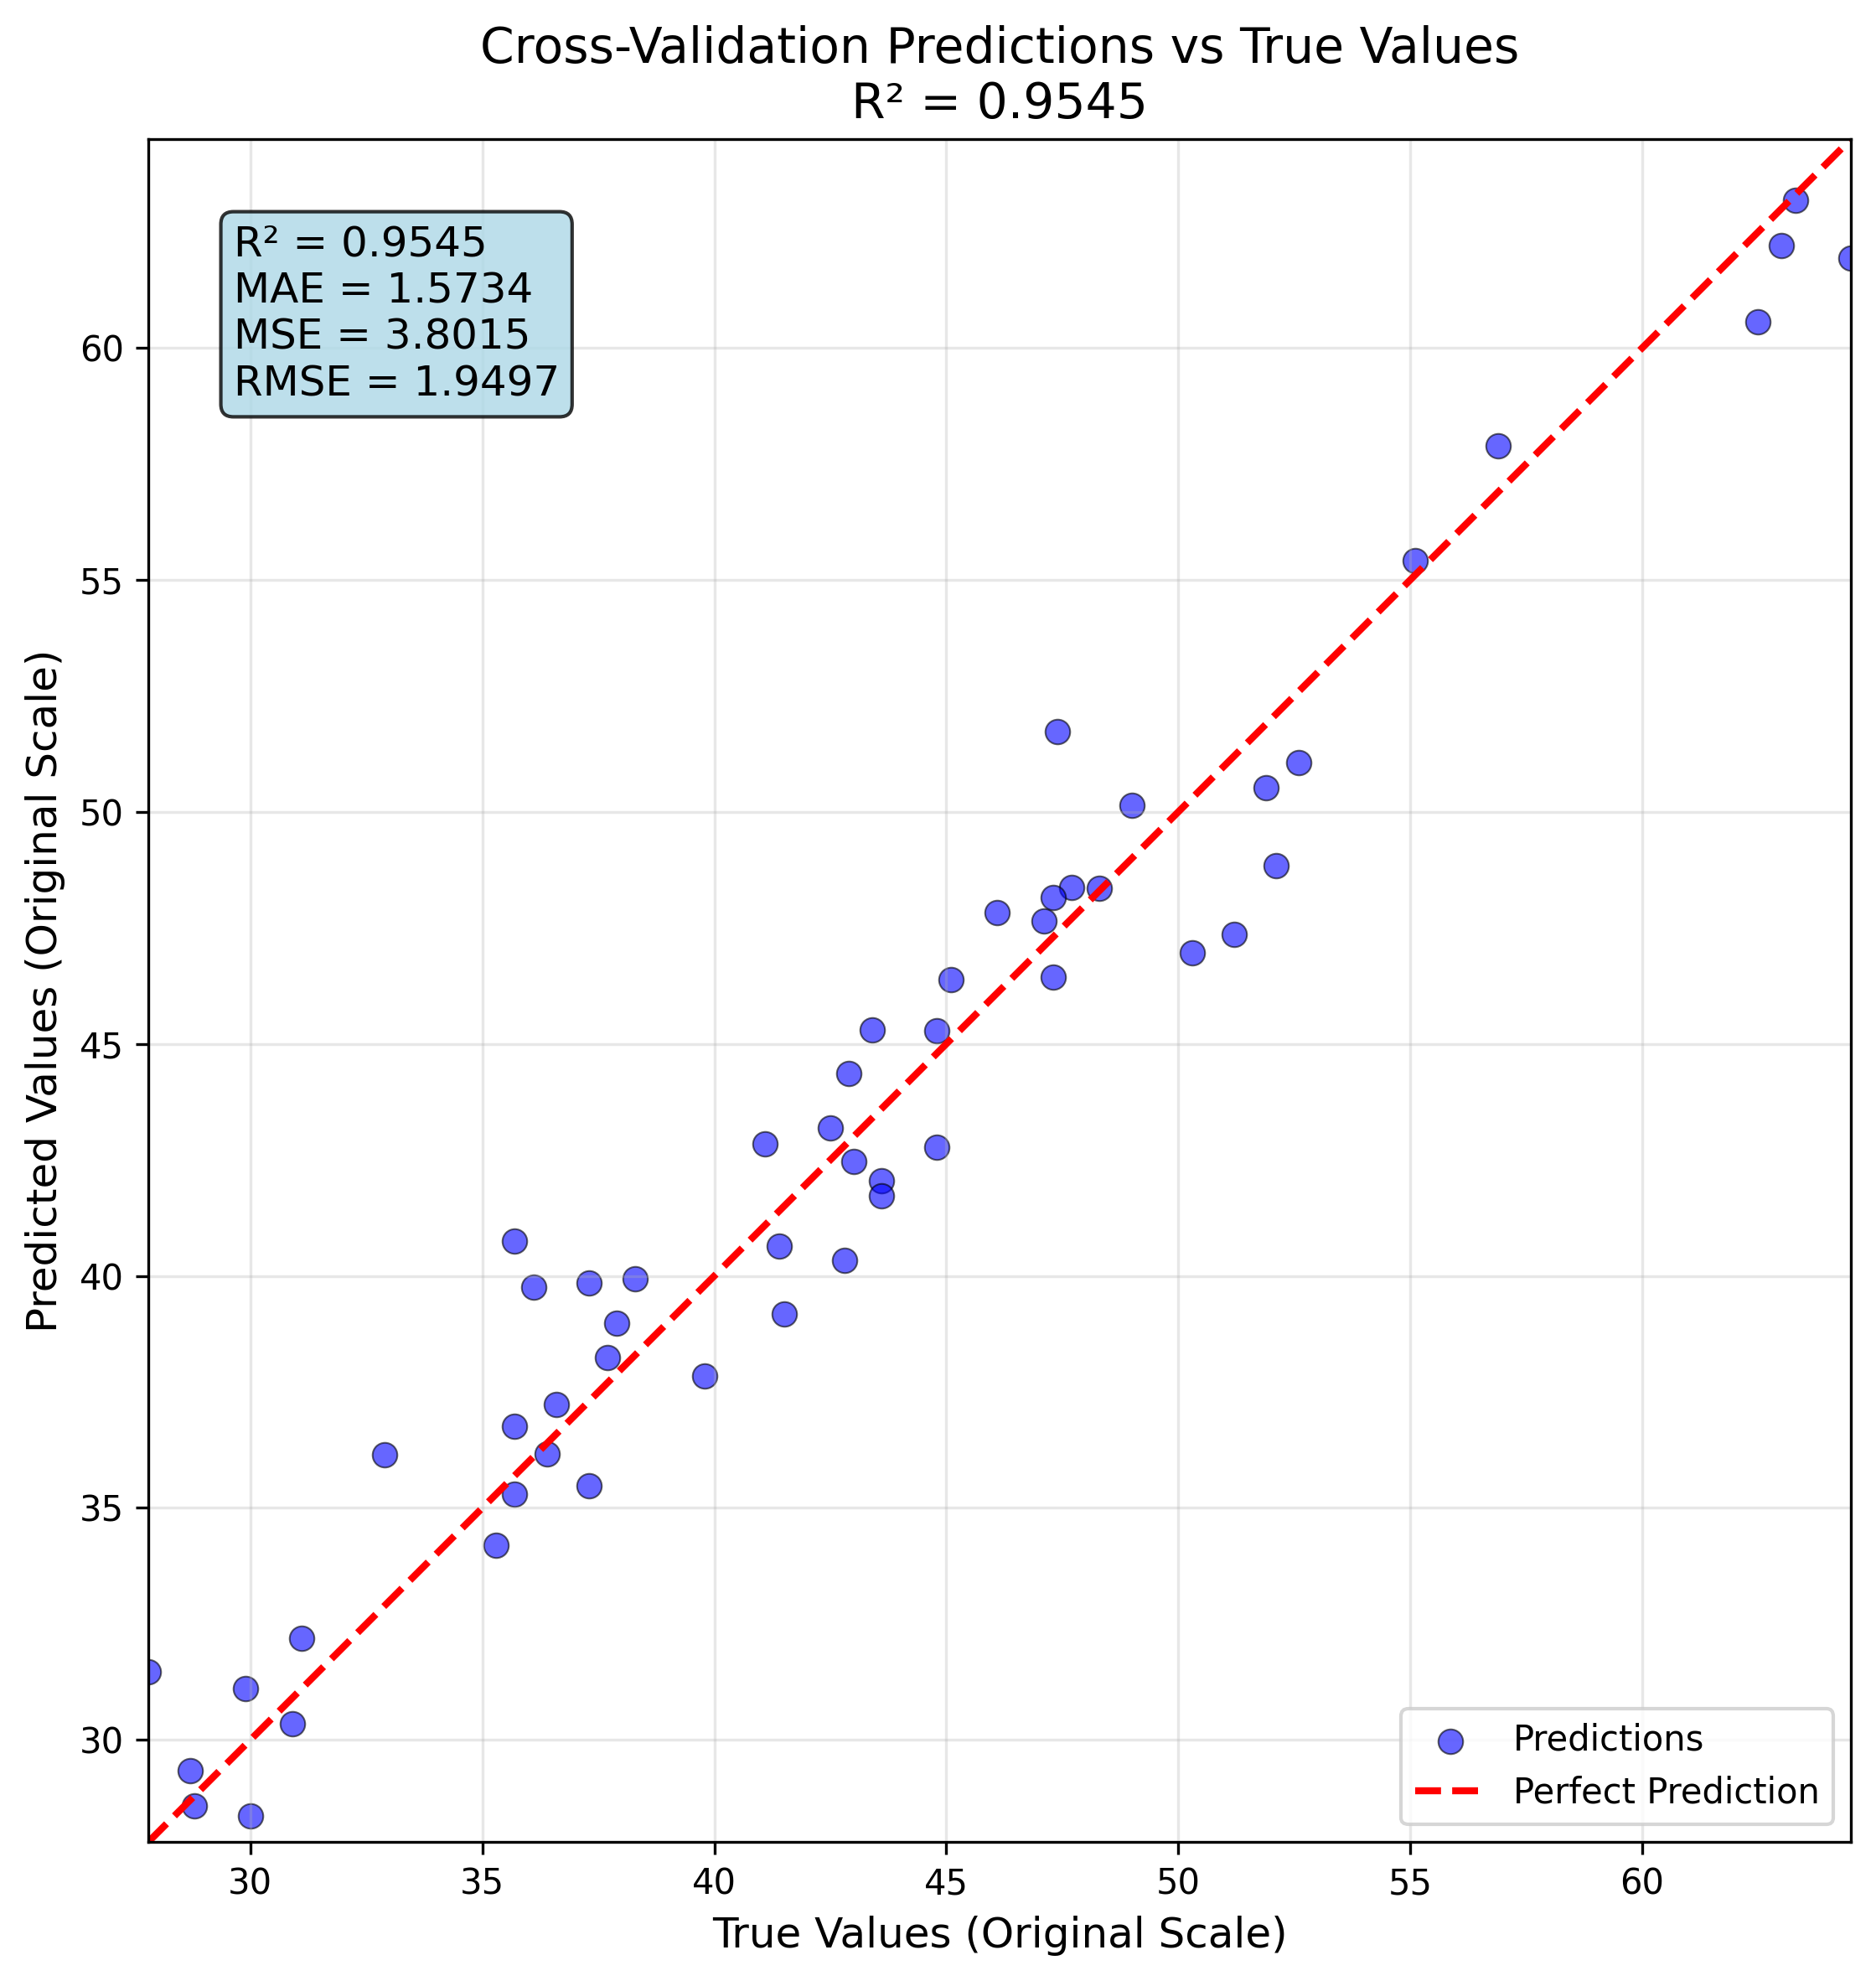 Cross-Validation Predictions vs True Values
R² = 0.9545
R² = 0.9545
MAE = 1.5734
MSE = 3.8015
RMSE = 1.9497
60
55
50
45
40
35
30
Predicted Values (Original Scale)
Predictions
Perfect Prediction
30 35 40 45 50 55 60
True Values (Original Scale)